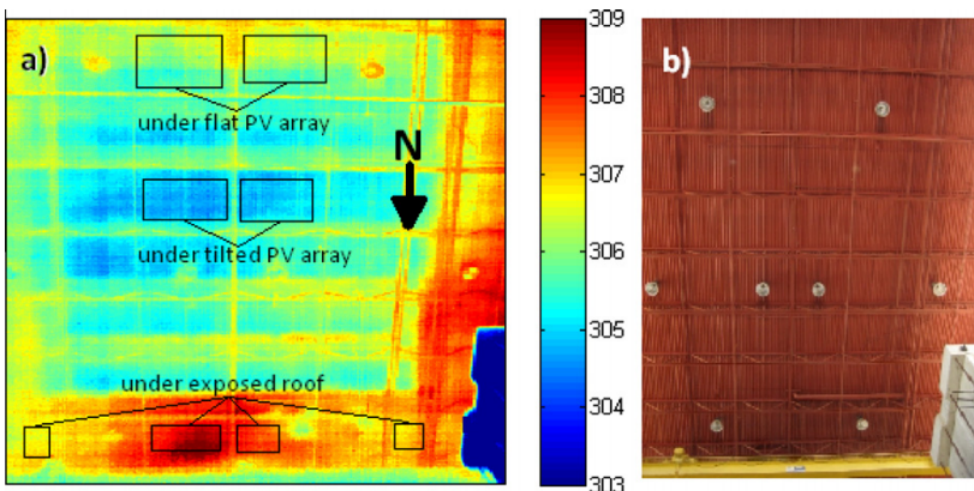 a)
under flat PV array
N
under tilted PV array
under exposed roof
309
308
307
306
305
304
303
b)